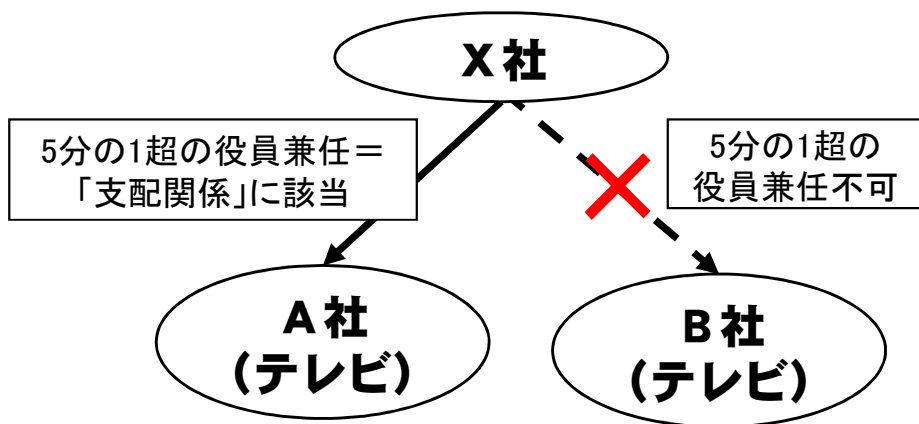 X社
5分の1超の役員兼任＝
「支配関係」に該当
5分の1超の
役員兼任不可
A社
(テレビ)
B社
(テレビ)